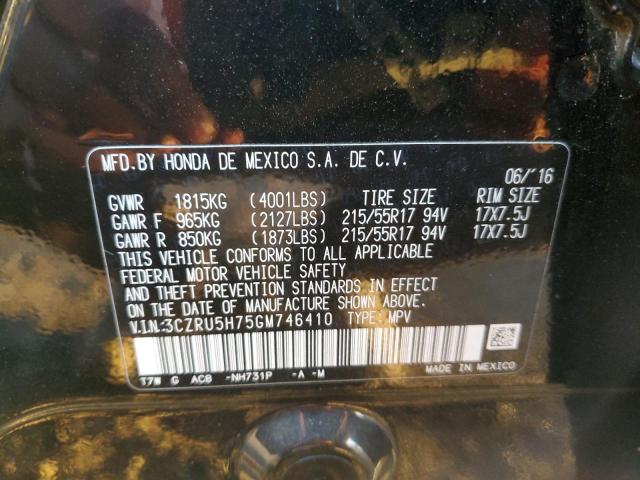 MFD.BY HONDA DE MEXICO S.A. DE C.V.
06/'16
GVWR 1815KG (4001LBS) TIRE SIZE RIM SIZE
GAWR F 965KG (2127LBS) 215/55R17 94V 17X7.5J
GAWR R 850KG (1873LBS) 215/55R17 94V 17X7.5J
THIS VEHICLE CONFORMS TO ALL APPLICABLE
FEDERAL MOTOR VEHICLE SAFETY
AND THEFT PREVENTION STANDARDS IN EFFECT
ON THE DATE OF MANUFACTURE SHOWN ABOVE.
V.I.N:3CZRU5H75GM746410 TYPE: MPV
T7W G AC8 -NH731P -A -M
MADE IN MEXICO